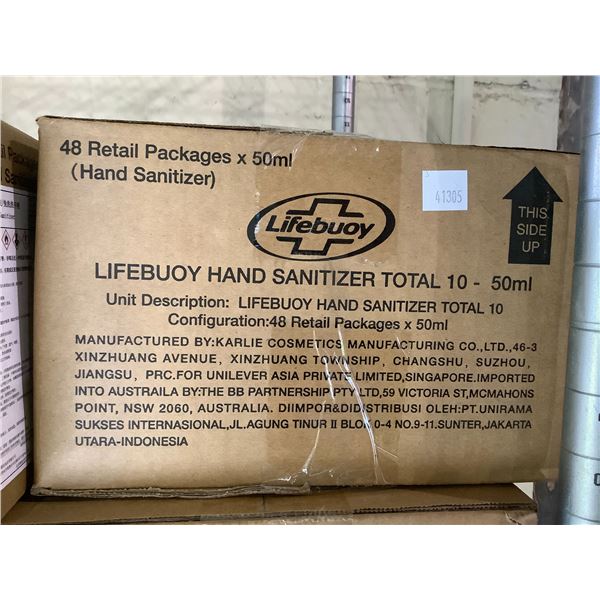 48 Retail Packages x 50ml
(Hand Sanitizer)
41305
Lifebuoy
THIS
SIDE
UP
LIFEBUOY HAND SANITIZER TOTAL 10 - 50ml
Unit Description: LIFEBUOY HAND SANITIZER TOTAL 10
Configuration:48 Retail Packages x 50ml
MANUFACTURED BY:KARLIE COSMETICS MANUFACTURING CO.,LTD.,46-3
XINZHUANG AVENUE, XINZHUANG TOWNSHIP, CHANGSHU, SUZHOU,
JIANGSU, PRC.FOR UNILEVER ASIA PRIVATE LIMITED,SINGAPORE.IMPORTED
INTO AUSTRAILA BY:THE BB PARTNERSHIP PTY LTD,59 VICTORIA ST,MCMAHONS
POINT, NSW 2060, AUSTRALIA. DIIMPOR&DIDISTRIBUSI OLEH:PT.UNIRAMA
SUKSES INTERNASIONAL,JL.AGUNG TINUR II BLOK 0-4 NO.9-11.SUNTER,JAKARTA
UTARA-INDONESIA